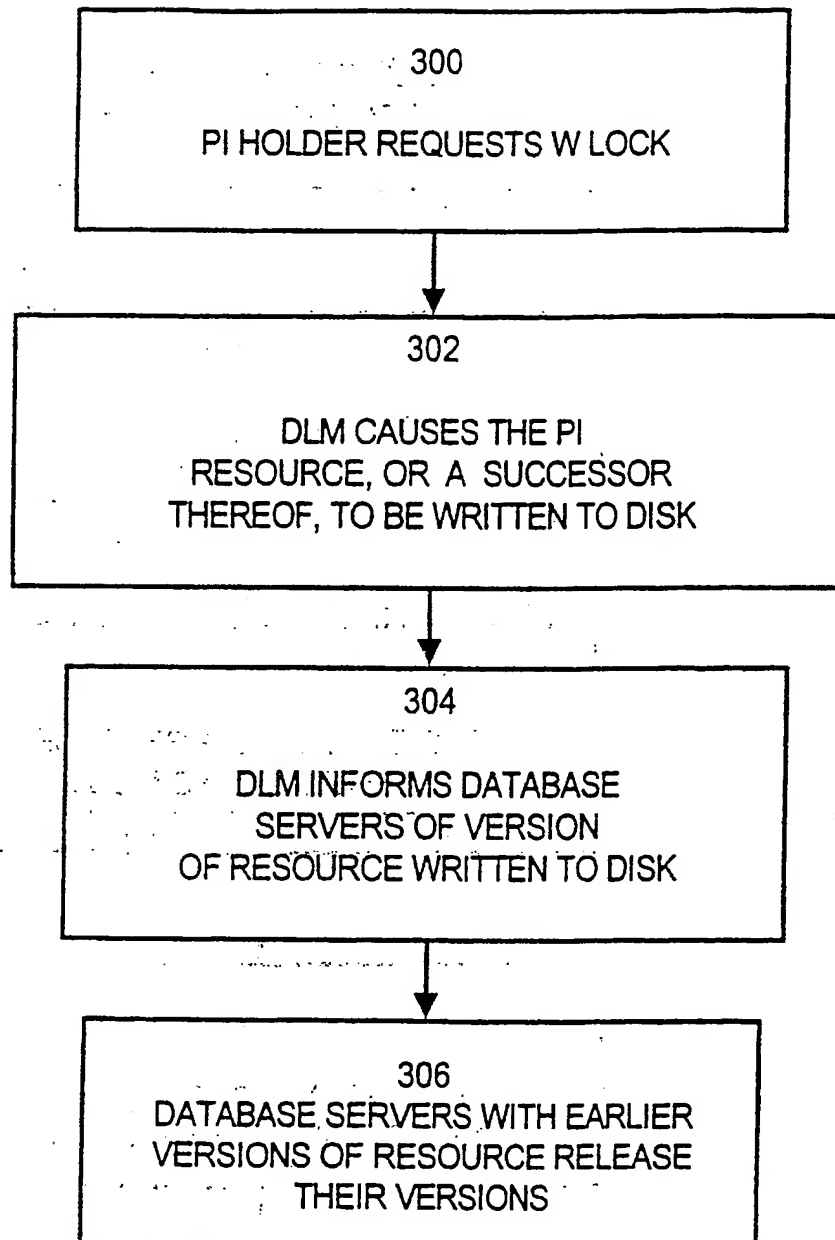 300
PI HOLDER REQUESTS W LOCK
302
DLM CAUSES THE PI
RESOURCE, OR A SUCCESSOR
THEREOF, TO BE WRITTEN TO DISK
304
DLM INFORMS DATABASE
SERVERS OF VERSION
OF RESOURCE WRITTEN TO DISK
306
DATABASE SERVERS WITH EARLIER
VERSIONS OF RESOURCE RELEASE
THEIR VERSIONS